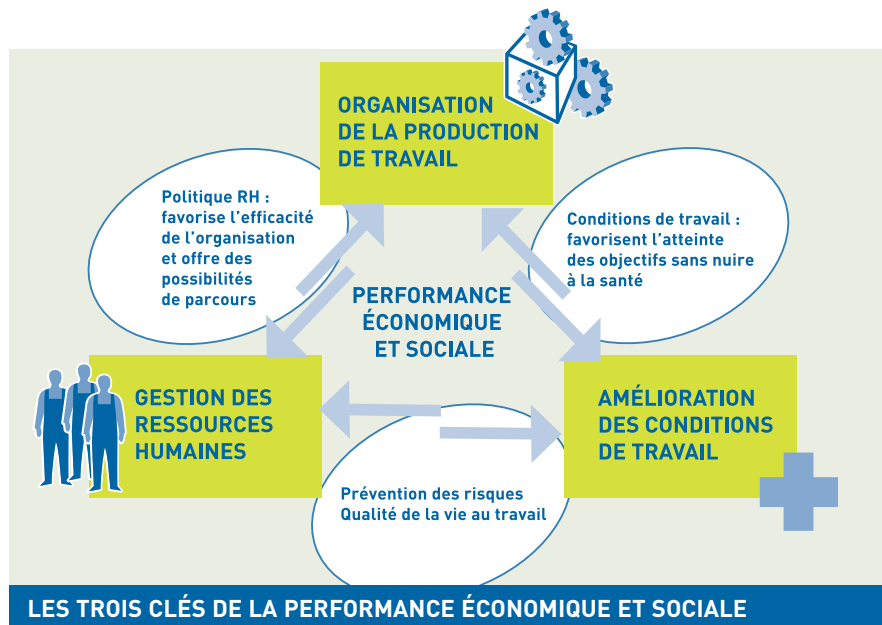 ORGANISATION
DE LA PRODUCTION
DE TRAVAIL
Politique RH :
favorise l'efficacité
de l'organisation
et offre des
possibilités
de parcours
Conditions de travail :
favorisent l'atteinte
des objectifs sans nuire
à la santé
PERFORMANCE
ÉCONOMIQUE
ET SOCIALE
GESTION DES
RESSOURCES
HUMAINES
AMÉLIORATION
DES CONDITIONS
DE TRAVAIL
Prévention des risques
Qualité de la vie au travail
LES TROIS CLÉS DE LA PERFORMANCE ÉCONOMIQUE ET SOCIALE